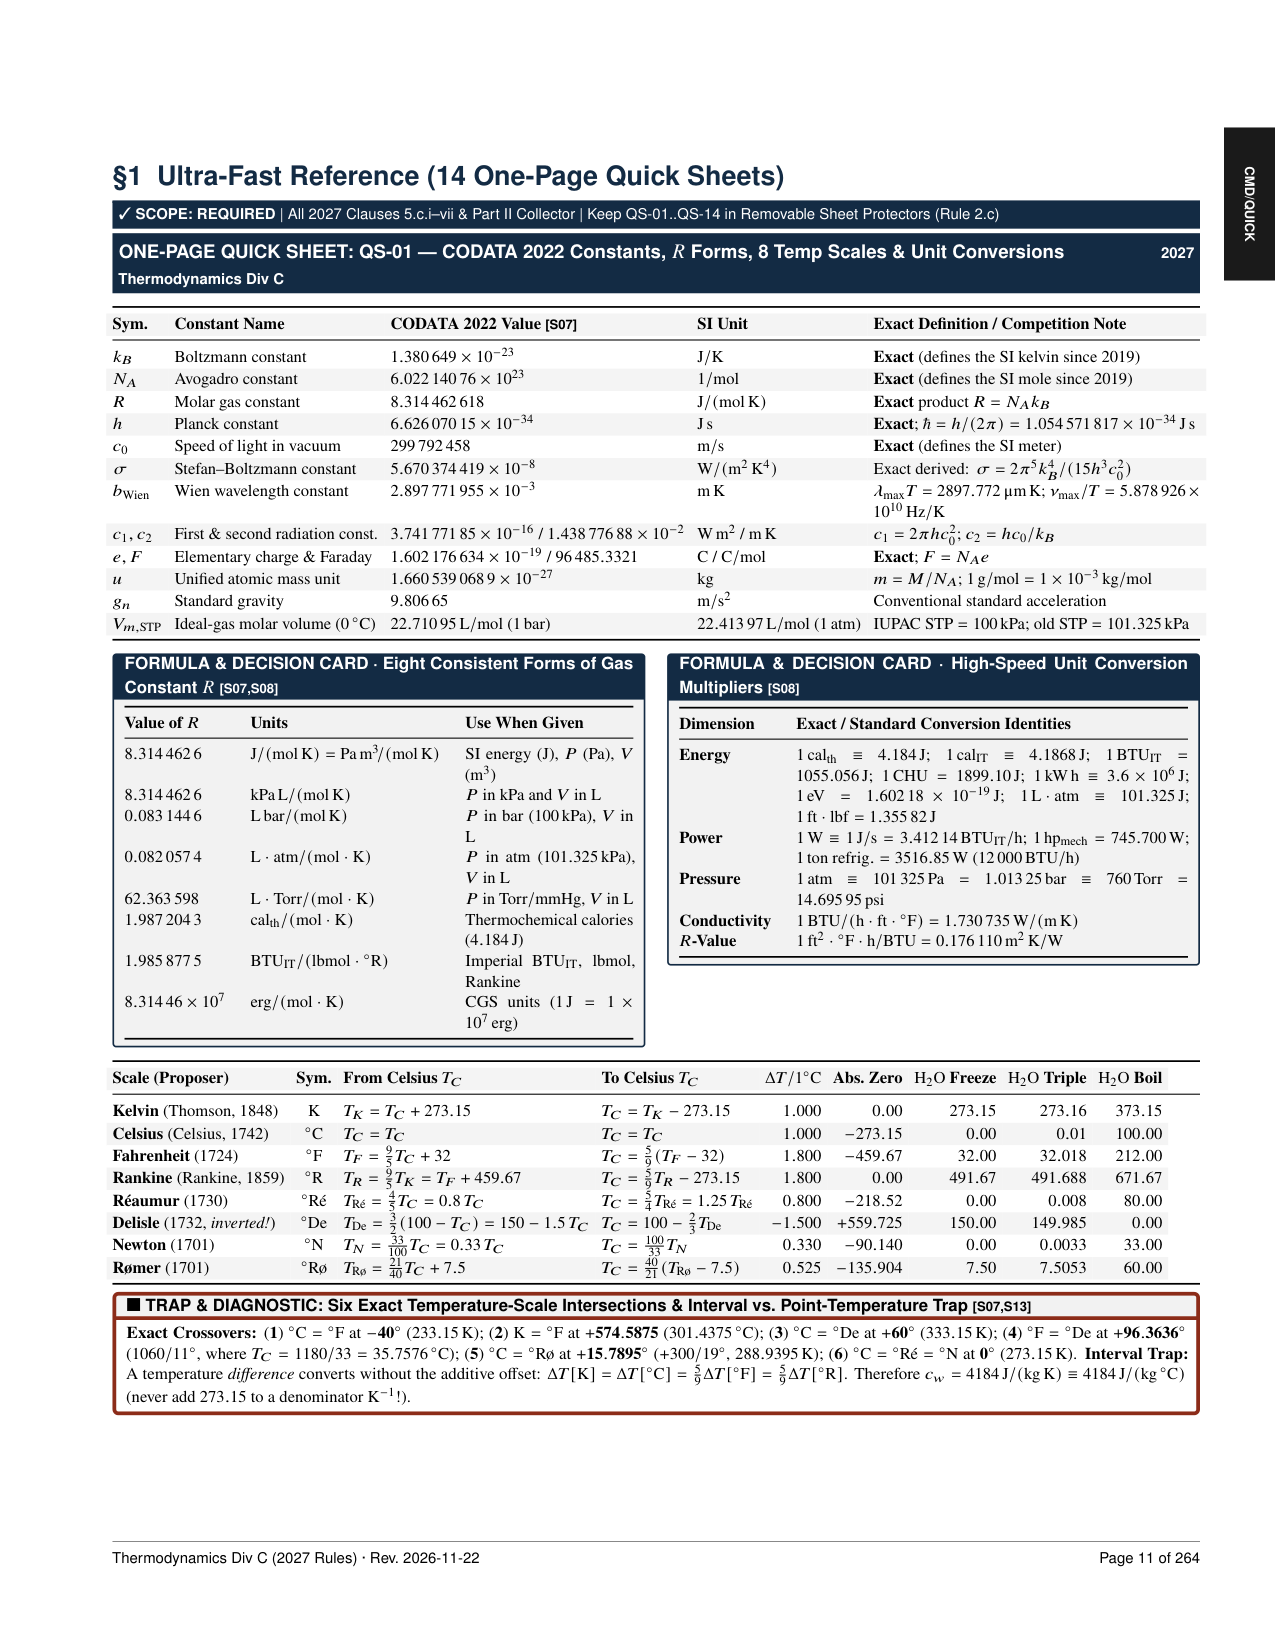 CMD/QUICK
§1 Ultra-Fast Reference (14 One-Page Quick Sheets)
✓ SCOPE: REQUIRED | All 2027 Clauses 5.c.i–vii & Part II Collector | Keep QS-01..QS-14 in Removable Sheet Protectors (Rule 2.c)
ONE-PAGE QUICK SHEET: QS-01 — CODATA 2022 Constants, R Forms, 8 Temp Scales & Unit Conversions 2027
Thermodynamics Div C
Sym. Constant Name CODATA 2022 Value [S07] SI Unit Exact Definition / Competition Note
k_B Boltzmann constant 1.380 649 × 10⁻²³ J/K Exact (defines the SI kelvin since 2019)
N_A Avogadro constant 6.022 140 76 × 10²³ 1/mol Exact (defines the SI mole since 2019)
R Molar gas constant 8.314 462 618 J/(mol K) Exact product R = N_A k_B
h Planck constant 6.626 070 15 × 10⁻³⁴ J s Exact; ℏ = h/(2π) = 1.054 571 817 × 10⁻³⁴ J s
c₀ Speed of light in vacuum 299 792 458 m/s Exact (defines the SI meter)
σ Stefan–Boltzmann constant 5.670 374 419 × 10⁻⁸ W/(m² K⁴) Exact derived: σ = 2π⁵k_B⁴/(15h³c₀²)
b_Wien Wien wavelength constant 2.897 771 955 × 10⁻³ m K λ_max T = 2897.772 µm K; ν_max/T = 5.878 926 ×
10¹⁰ Hz/K
c₁, c₂ First & second radiation const. 3.741 771 85 × 10⁻¹⁶ / 1.438 776 88 × 10⁻² W m² / m K c₁ = 2πhc₀²; c₂ = hc₀/k_B
e, F Elementary charge & Faraday 1.602 176 634 × 10⁻¹⁹ / 96 485.3321 C / C/mol Exact; F = N_A e
u Unified atomic mass unit 1.660 539 068 9 × 10⁻²⁷ kg m = M/N_A; 1 g/mol = 1 × 10⁻³ kg/mol
g_n Standard gravity 9.806 65 m/s² Conventional standard acceleration
V_m,STP Ideal-gas molar volume (0 °C) 22.710 95 L/mol (1 bar) 22.413 97 L/mol (1 atm) IUPAC STP = 100 kPa; old STP = 101.325 kPa
FORMULA & DECISION CARD · Eight Consistent Forms of Gas
Constant R [S07,S08]
Value of R Units Use When Given
8.314 462 6 J/(mol K) = Pa m³/(mol K) SI energy (J), P (Pa), V
(m³)
8.314 462 6 kPa L/(mol K) P in kPa and V in L
0.083 144 6 L bar/(mol K) P in bar (100 kPa), V in
L
0.082 057 4 L · atm/(mol · K) P in atm (101.325 kPa),
V in L
62.363 598 L · Torr/(mol · K) P in Torr/mmHg, V in L
1.987 204 3 cal_th/(mol · K) Thermochemical calories
(4.184 J)
1.985 877 5 BTU_IT/(lbmol · °R) Imperial BTU_IT, lbmol,
Rankine
8.314 46 × 10⁷ erg/(mol · K) CGS units (1 J = 1 ×
10⁷ erg)
FORMULA & DECISION CARD · High-Speed Unit Conversion
Multipliers [S08]
Dimension Exact / Standard Conversion Identities
Energy 1 cal_th ≡ 4.184 J; 1 cal_IT ≡ 4.1868 J; 1 BTU_IT =
1055.056 J; 1 CHU = 1899.10 J; 1 kW h ≡ 3.6 × 10⁶ J;
1 eV = 1.602 18 × 10⁻¹⁹ J; 1 L · atm ≡ 101.325 J;
1 ft · lbf = 1.355 82 J
Power 1 W ≡ 1 J/s = 3.412 14 BTU_IT/h; 1 hp_mech = 745.700 W;
1 ton refrig. = 3516.85 W (12 000 BTU/h)
Pressure 1 atm ≡ 101 325 Pa = 1.013 25 bar ≡ 760 Torr =
14.695 95 psi
Conductivity 1 BTU/(h · ft · °F) = 1.730 735 W/(m K)
R-Value 1 ft² · °F · h/BTU = 0.176 110 m² K/W
Scale (Proposer) Sym. From Celsius T_C To Celsius T_C ΔT/1°C Abs. Zero H₂O Freeze H₂O Triple H₂O Boil
Kelvin (Thomson, 1848) K T_K = T_C + 273.15 T_C = T_K − 273.15 1.000 0.00 273.15 273.16 373.15
Celsius (Celsius, 1742) °C T_C = T_C T_C = T_C 1.000 −273.15 0.00 0.01 100.00
Fahrenheit (1724) °F T_F = 9/5 T_C + 32 T_C = 5/9 (T_F − 32) 1.800 −459.67 32.00 32.018 212.00
Rankine (Rankine, 1859) °R T_R = 9/5 T_K = T_F + 459.67 T_C = 5/9 T_R − 273.15 1.800 0.00 491.67 491.688 671.67
Réaumur (1730) °Ré T_Ré = 4/5 T_C = 0.8 T_C T_C = 5/4 T_Ré = 1.25 T_Ré 0.800 −218.52 0.00 0.008 80.00
Delisle (1732, inverted!) °De T_De = 3/2 (100 − T_C) = 150 − 1.5 T_C T_C = 100 − 2/3 T_De −1.500 +559.725 150.00 149.985 0.00
Newton (1701) °N T_N = 33/100 T_C = 0.33 T_C T_C = 100/33 T_N 0.330 −90.140 0.00 0.0033 33.00
Rømer (1701) °Rø T_Rø = 21/40 T_C + 7.5 T_C = 40/21 (T_Rø − 7.5) 0.525 −135.904 7.50 7.5053 60.00
■ TRAP & DIAGNOSTIC: Six Exact Temperature-Scale Intersections & Interval vs. Point-Temperature Trap [S07,S13]
Exact Crossovers: (1) °C = °F at −40° (233.15 K); (2) K = °F at +574.5875 (301.4375 °C); (3) °C = °De at +60° (333.15 K); (4) °F = °De at +96.3636°
(1060/11°, where T_C = 1180/33 = 35.7576 °C); (5) °C = °Rø at +15.7895° (+300/19°, 288.9395 K); (6) °C = °Ré = °N at 0° (273.15 K). Interval Trap:
A temperature difference converts without the additive offset: ΔT[K] = ΔT[°C] = 5/9 ΔT[°F] = 5/9 ΔT[°R]. Therefore c_w = 4184 J/(kg K) ≡ 4184 J/(kg °C)
(never add 273.15 to a denominator K⁻¹!).
Thermodynamics Div C (2027 Rules) · Rev. 2026-11-22 Page 11 of 264